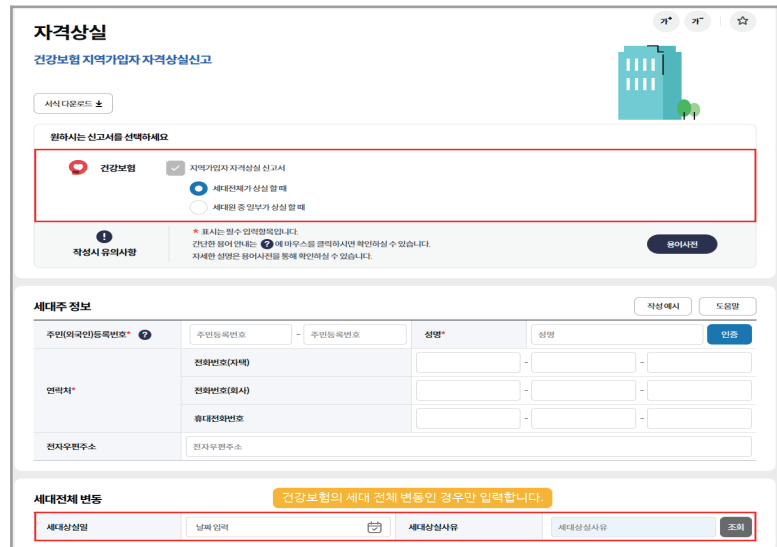 자격상실
가+ 가-
건강보험 지역가입자 자격상실신고
서식 다운로드
원하시는 신고서를 선택하세요
건강보험 지역가입자 자격상실 신고서
세대전체가 상실 할 때
세대원 중 일부가 상실 할 때
작성시 유의사항
* 표시는 필수 입력항목입니다.
간단한 용어 안내는 ? 에 마우스를 클릭하시면 확인하실 수 있습니다.
자세한 설명은 용어사전을 통해 확인하실 수 있습니다.
용어사전
세대주 정보 작성 예시 도움말
주민(외국인)등록번호* ? 주민등록번호 - 주민등록번호 성명* 성명 인증
연락처*
전화번호(자택) - -
전화번호(회사) - -
휴대전화번호 - -
전자우편주소 전자우편주소
세대전체 변동 건강보험의 세대 전체 변동인 경우만 입력합니다.
세대상실일 날짜 입력 세대상실사유 세대상실사유 조회